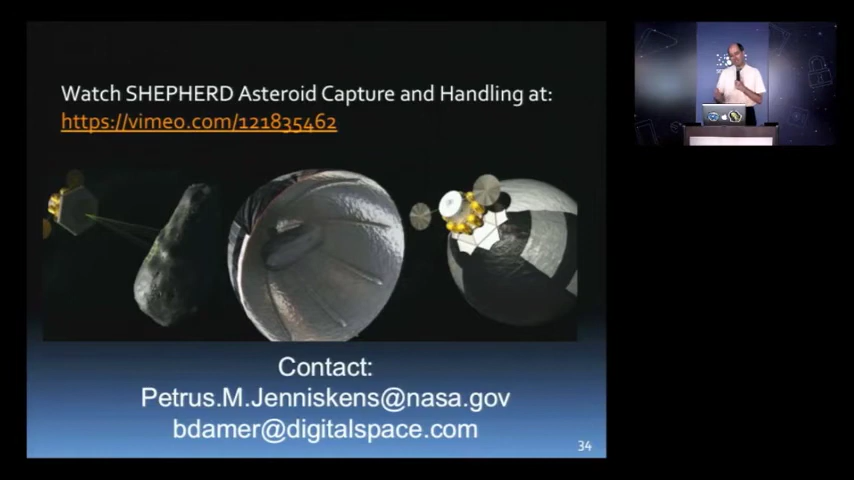 Watch SHEPHERD Asteroid Capture and Handling at:
https://vimeo.com/121835462
Contact:
Petrus.M.Jenniskens@nasa.gov
bdamer@digitalspace.com
34